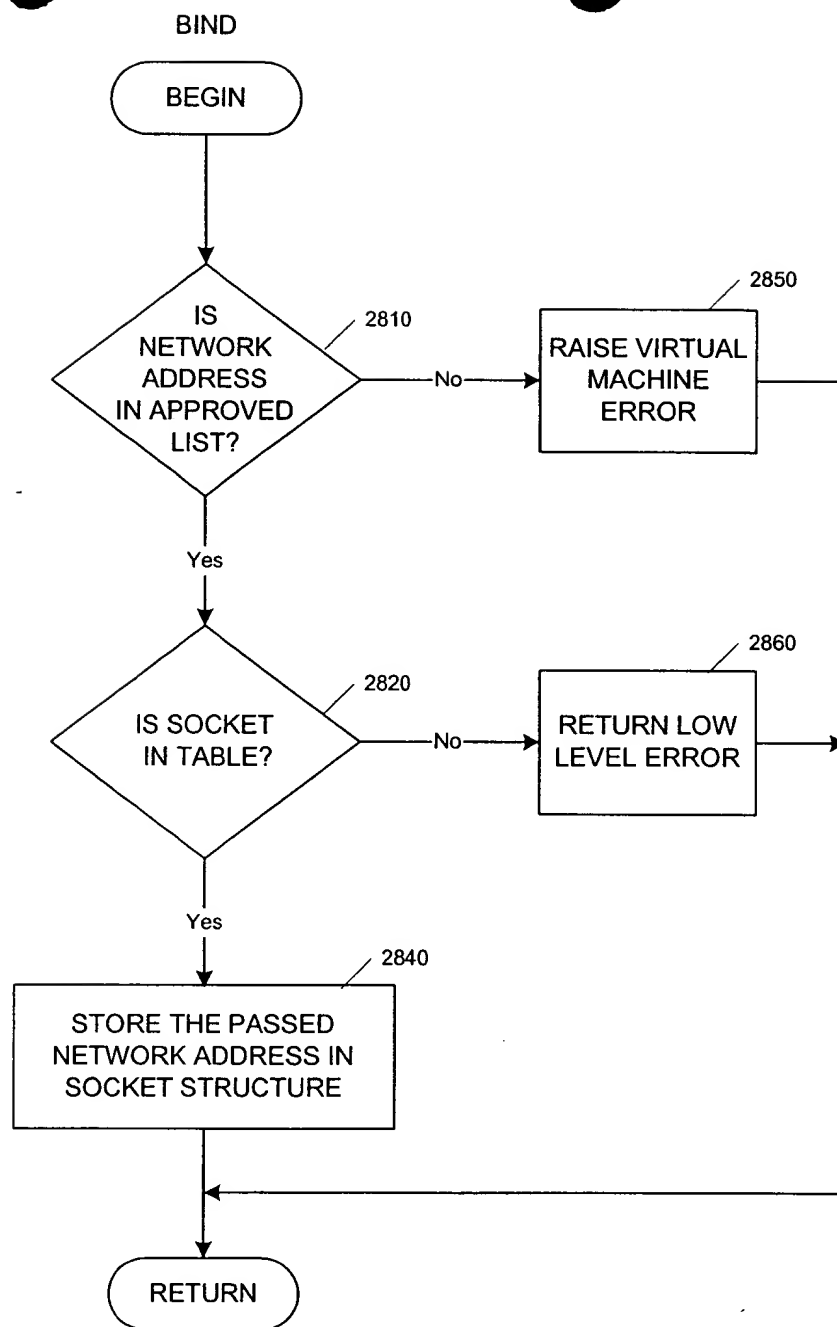 BIND
BEGIN
IS
NETWORK
ADDRESS
IN APPROVED
LIST?
2810
No
2850
RAISE VIRTUAL
MACHINE
ERROR
Yes
IS SOCKET
IN TABLE?
2820
No
2860
RETURN LOW
LEVEL ERROR
Yes
2840
STORE THE PASSED
NETWORK ADDRESS IN
SOCKET STRUCTURE
RETURN